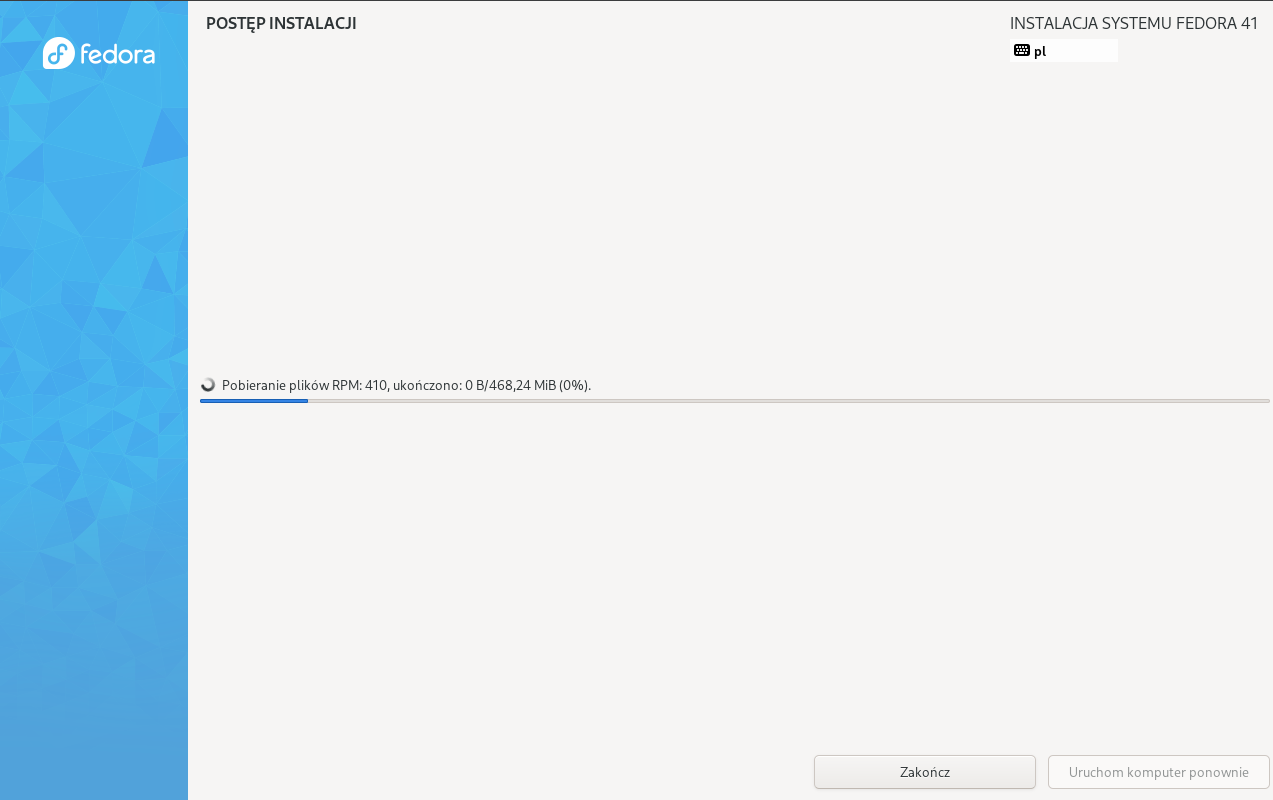 fedora
POSTĘP INSTALACJI
INSTALACJA SYSTEMU FEDORA 41
pl
Pobieranie plików RPM: 410, ukończono: 0 B/468,24 MiB (0%).
Zakończ
Uruchom komputer ponownie